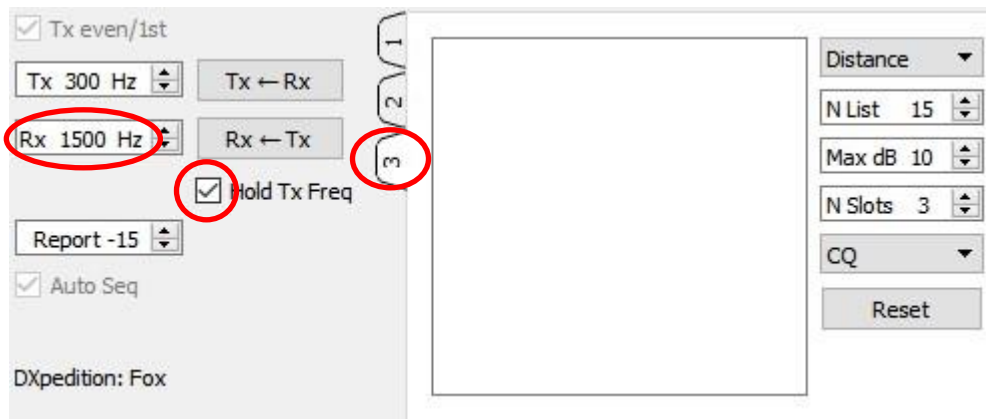 Tx even/1st
Tx 300 Hz
Tx ← Rx
Rx 1500 Hz
Rx ← Tx
Hold Tx Freq
Report -15
Auto Seq
DXpedition: Fox
1
2
3
Distance
N List 15
Max dB 10
N Slots 3
CQ
Reset